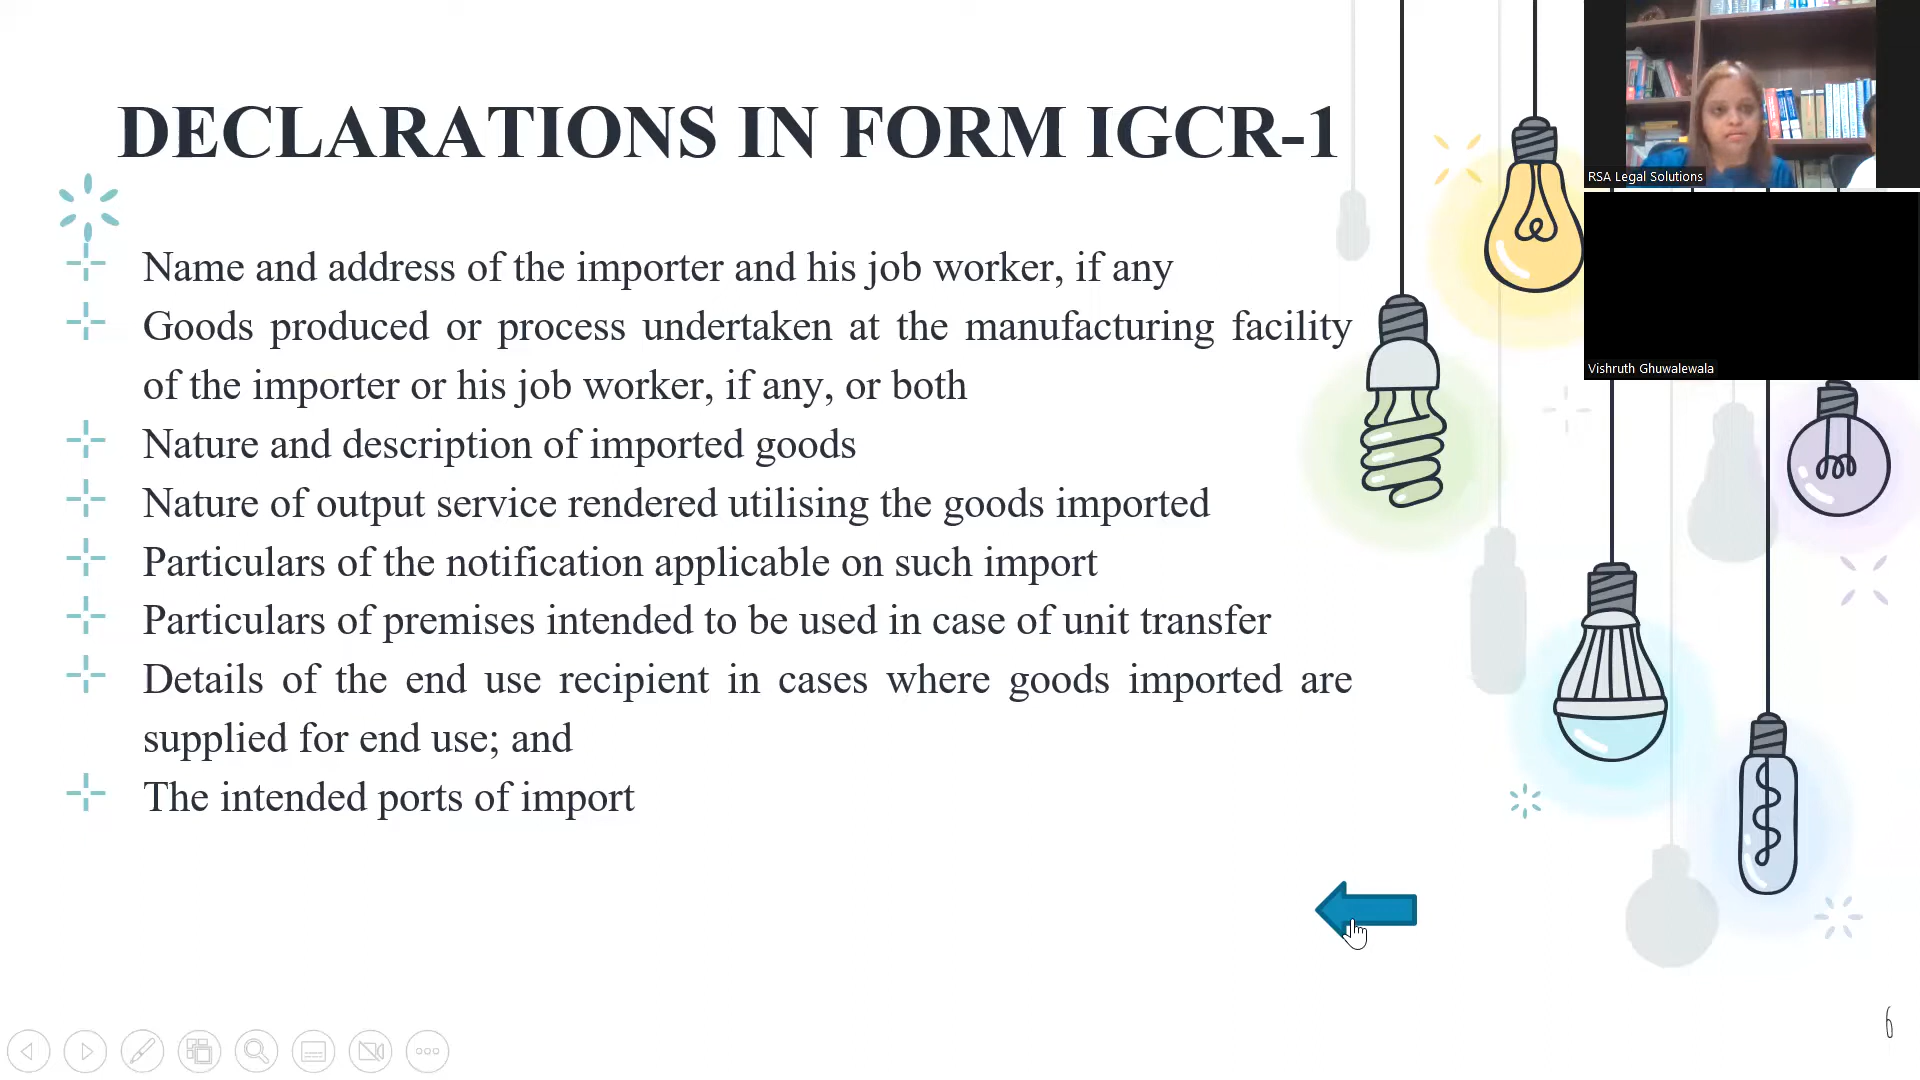 DECLARATIONS IN FORM IGCR-1
Name and address of the importer and his job worker, if any
Goods produced or process undertaken at the manufacturing facility
of the importer or his job worker, if any, or both
Nature and description of imported goods
Nature of output service rendered utilising the goods imported
Particulars of the notification applicable on such import
Particulars of premises intended to be used in case of unit transfer
Details of the end use recipient in cases where goods imported are
supplied for end use; and
The intended ports of import
RSA Legal Solutions
Vishruth Ghuwalewala
6